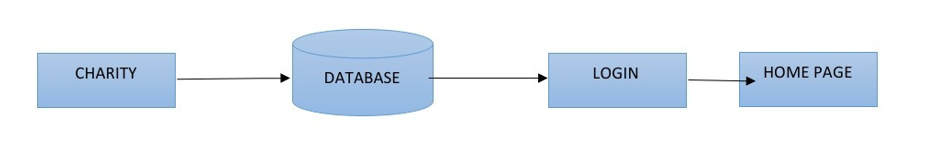 CHARITY
DATABASE
LOGIN
HOME PAGE